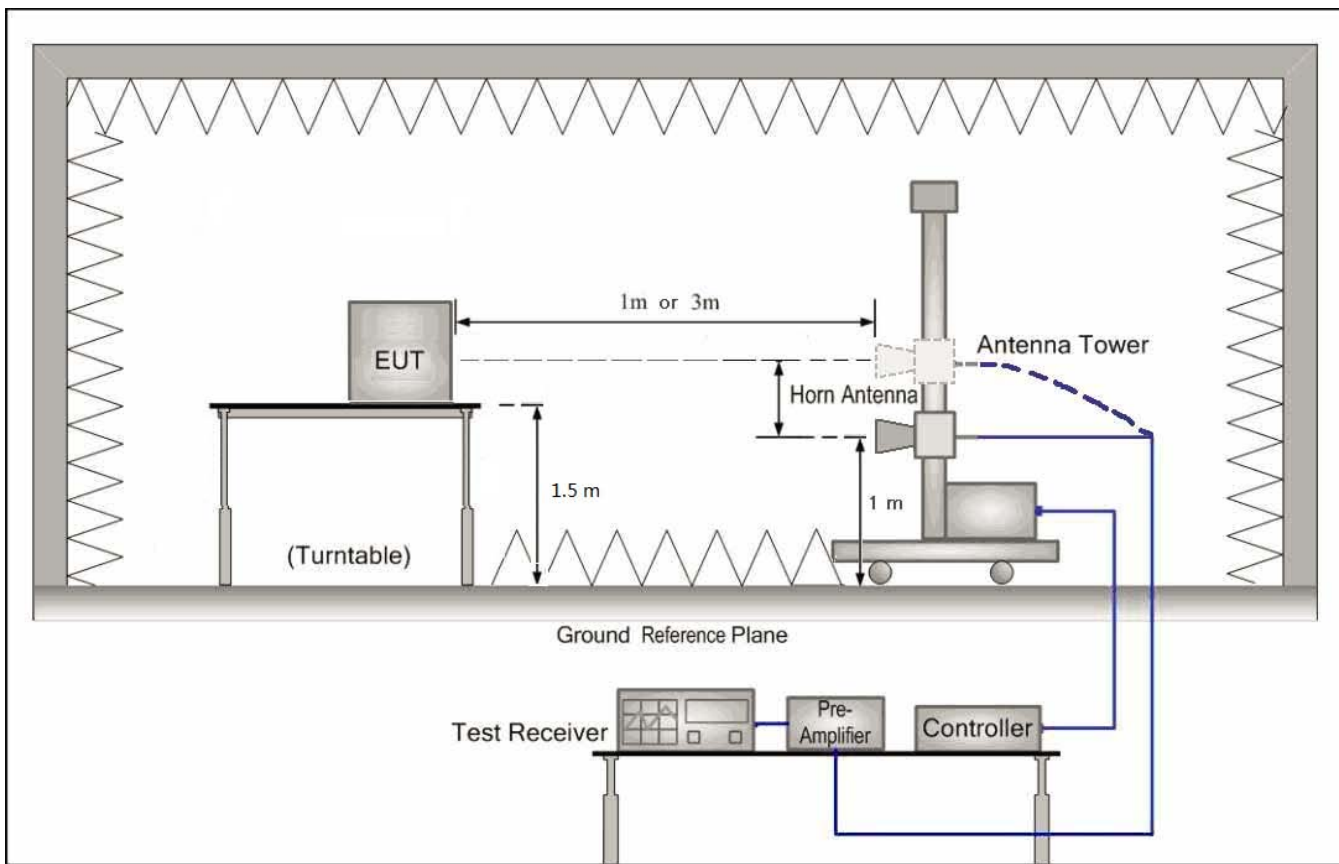 1m or 3m
EUT
Antenna Tower
Horn Antenna
1.5 m
1 m
(Turntable)
Ground Reference Plane
Test Receiver
Pre-
Amplifier
Controller